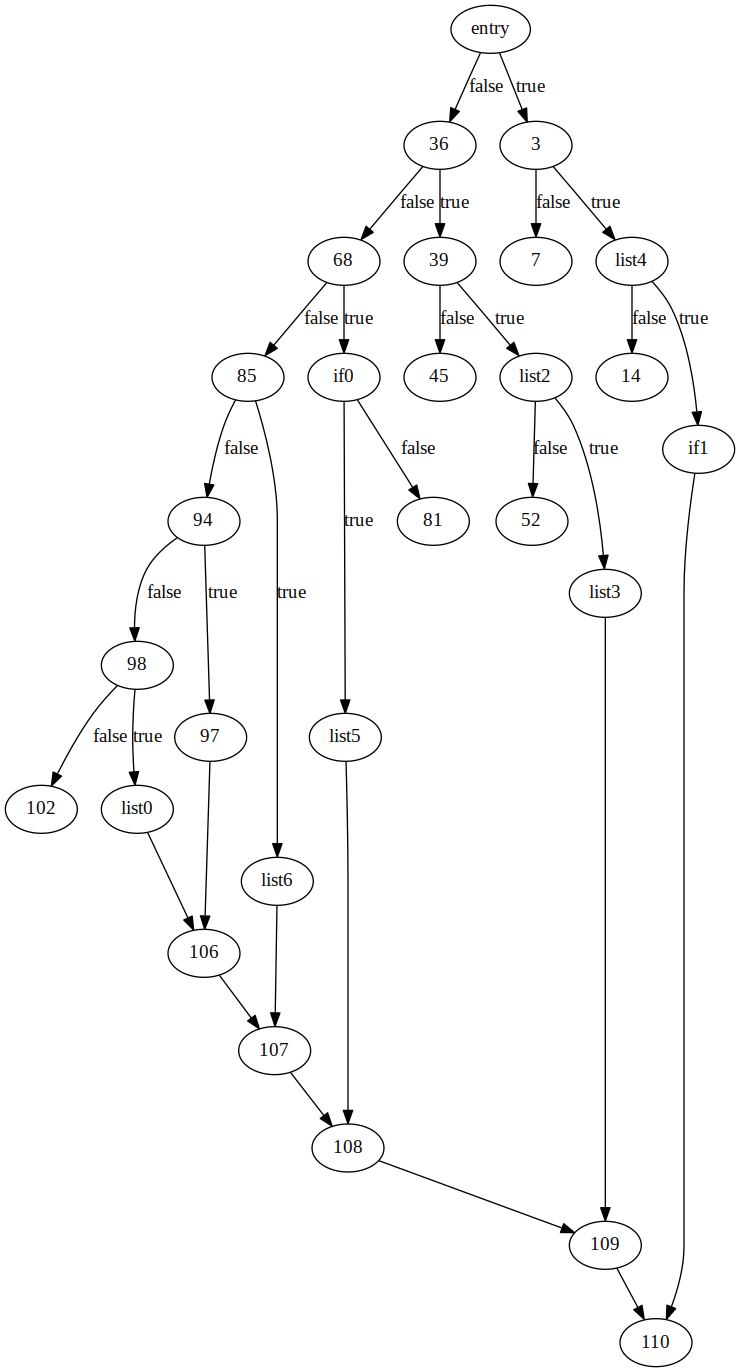 entry
false true
36 3
false true false true
68 39 7 list4
false true false true false true
85 if0 45 list2 14
false false false true if1
94 true 81 52
false true true list3
98 97 list5
false true
102 list0
list6
106
107
108
109
110